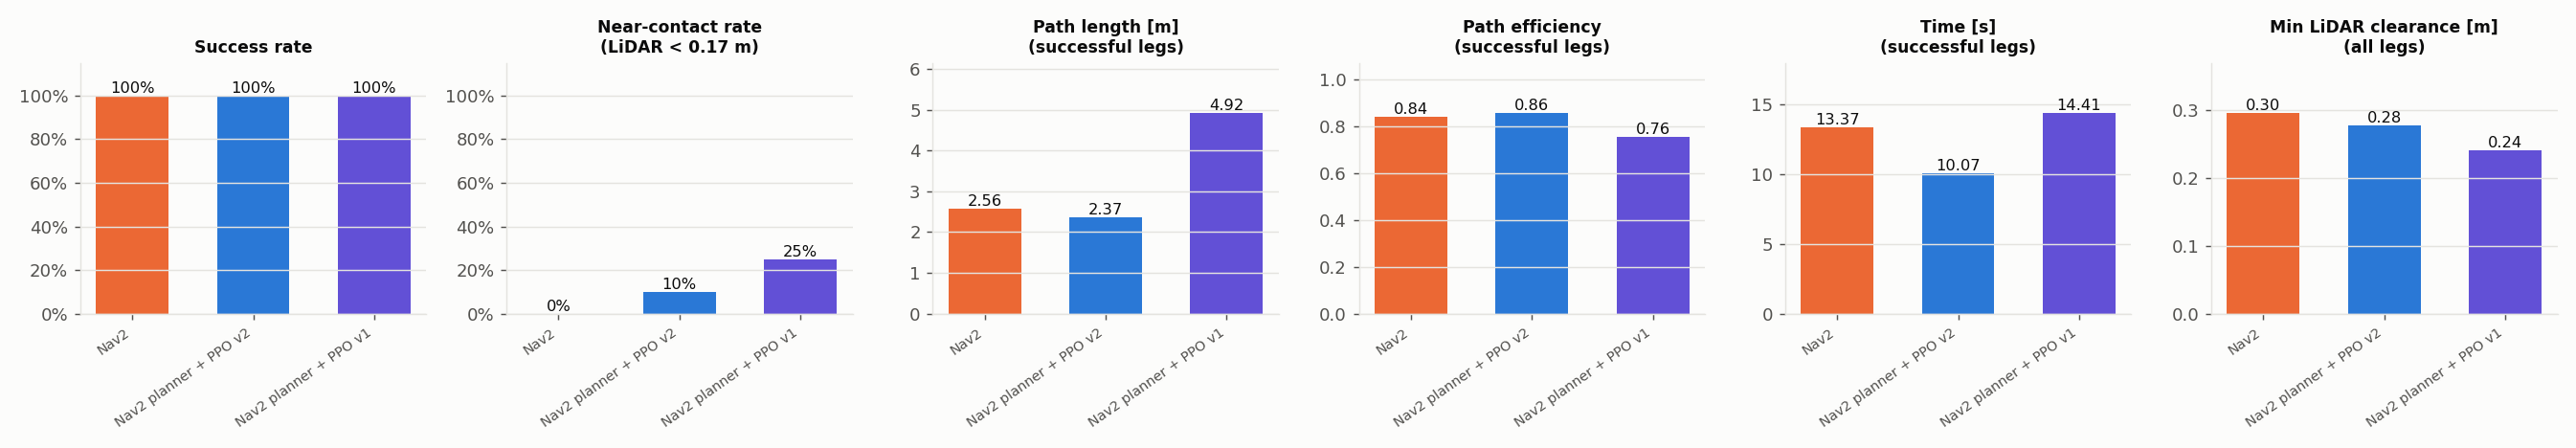 Success rate
100%
100%
100%
100%
80%
60%
40%
20%
0%
Nav2
Nav2 planner + PPO v2
Nav2 planner + PPO v1
Near-contact rate
(LiDAR < 0.17 m)
100%
80%
60%
40%
20%
0%
0%
10%
25%
Nav2
Nav2 planner + PPO v2
Nav2 planner + PPO v1
Path length [m]
(successful legs)
6
5
4
3
2
1
0
2.56
2.37
4.92
Nav2
Nav2 planner + PPO v2
Nav2 planner + PPO v1
Path efficiency
(successful legs)
1.0
0.8
0.6
0.4
0.2
0.0
0.84
0.86
0.76
Nav2
Nav2 planner + PPO v2
Nav2 planner + PPO v1
Time [s]
(successful legs)
15
10
5
0
13.37
10.07
14.41
Nav2
Nav2 planner + PPO v2
Nav2 planner + PPO v1
Min LiDAR clearance [m]
(all legs)
0.3
0.2
0.1
0.0
0.30
0.28
0.24
Nav2
Nav2 planner + PPO v2
Nav2 planner + PPO v1